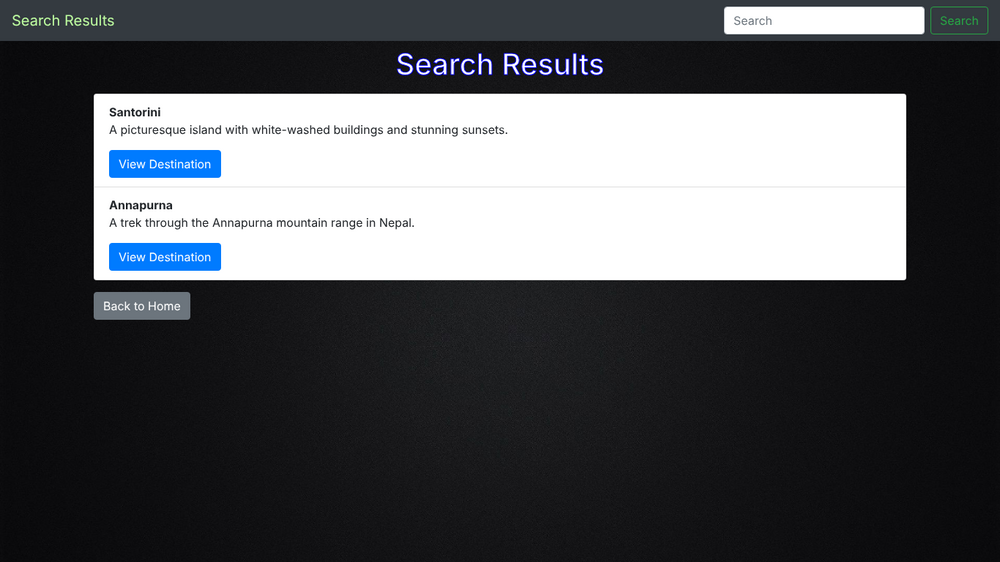 Search Results
Search
Search
Search Results
Santorini
A picturesque island with white-washed buildings and stunning sunsets.
View Destination
Annapurna
A trek through the Annapurna mountain range in Nepal.
View Destination
Back to Home